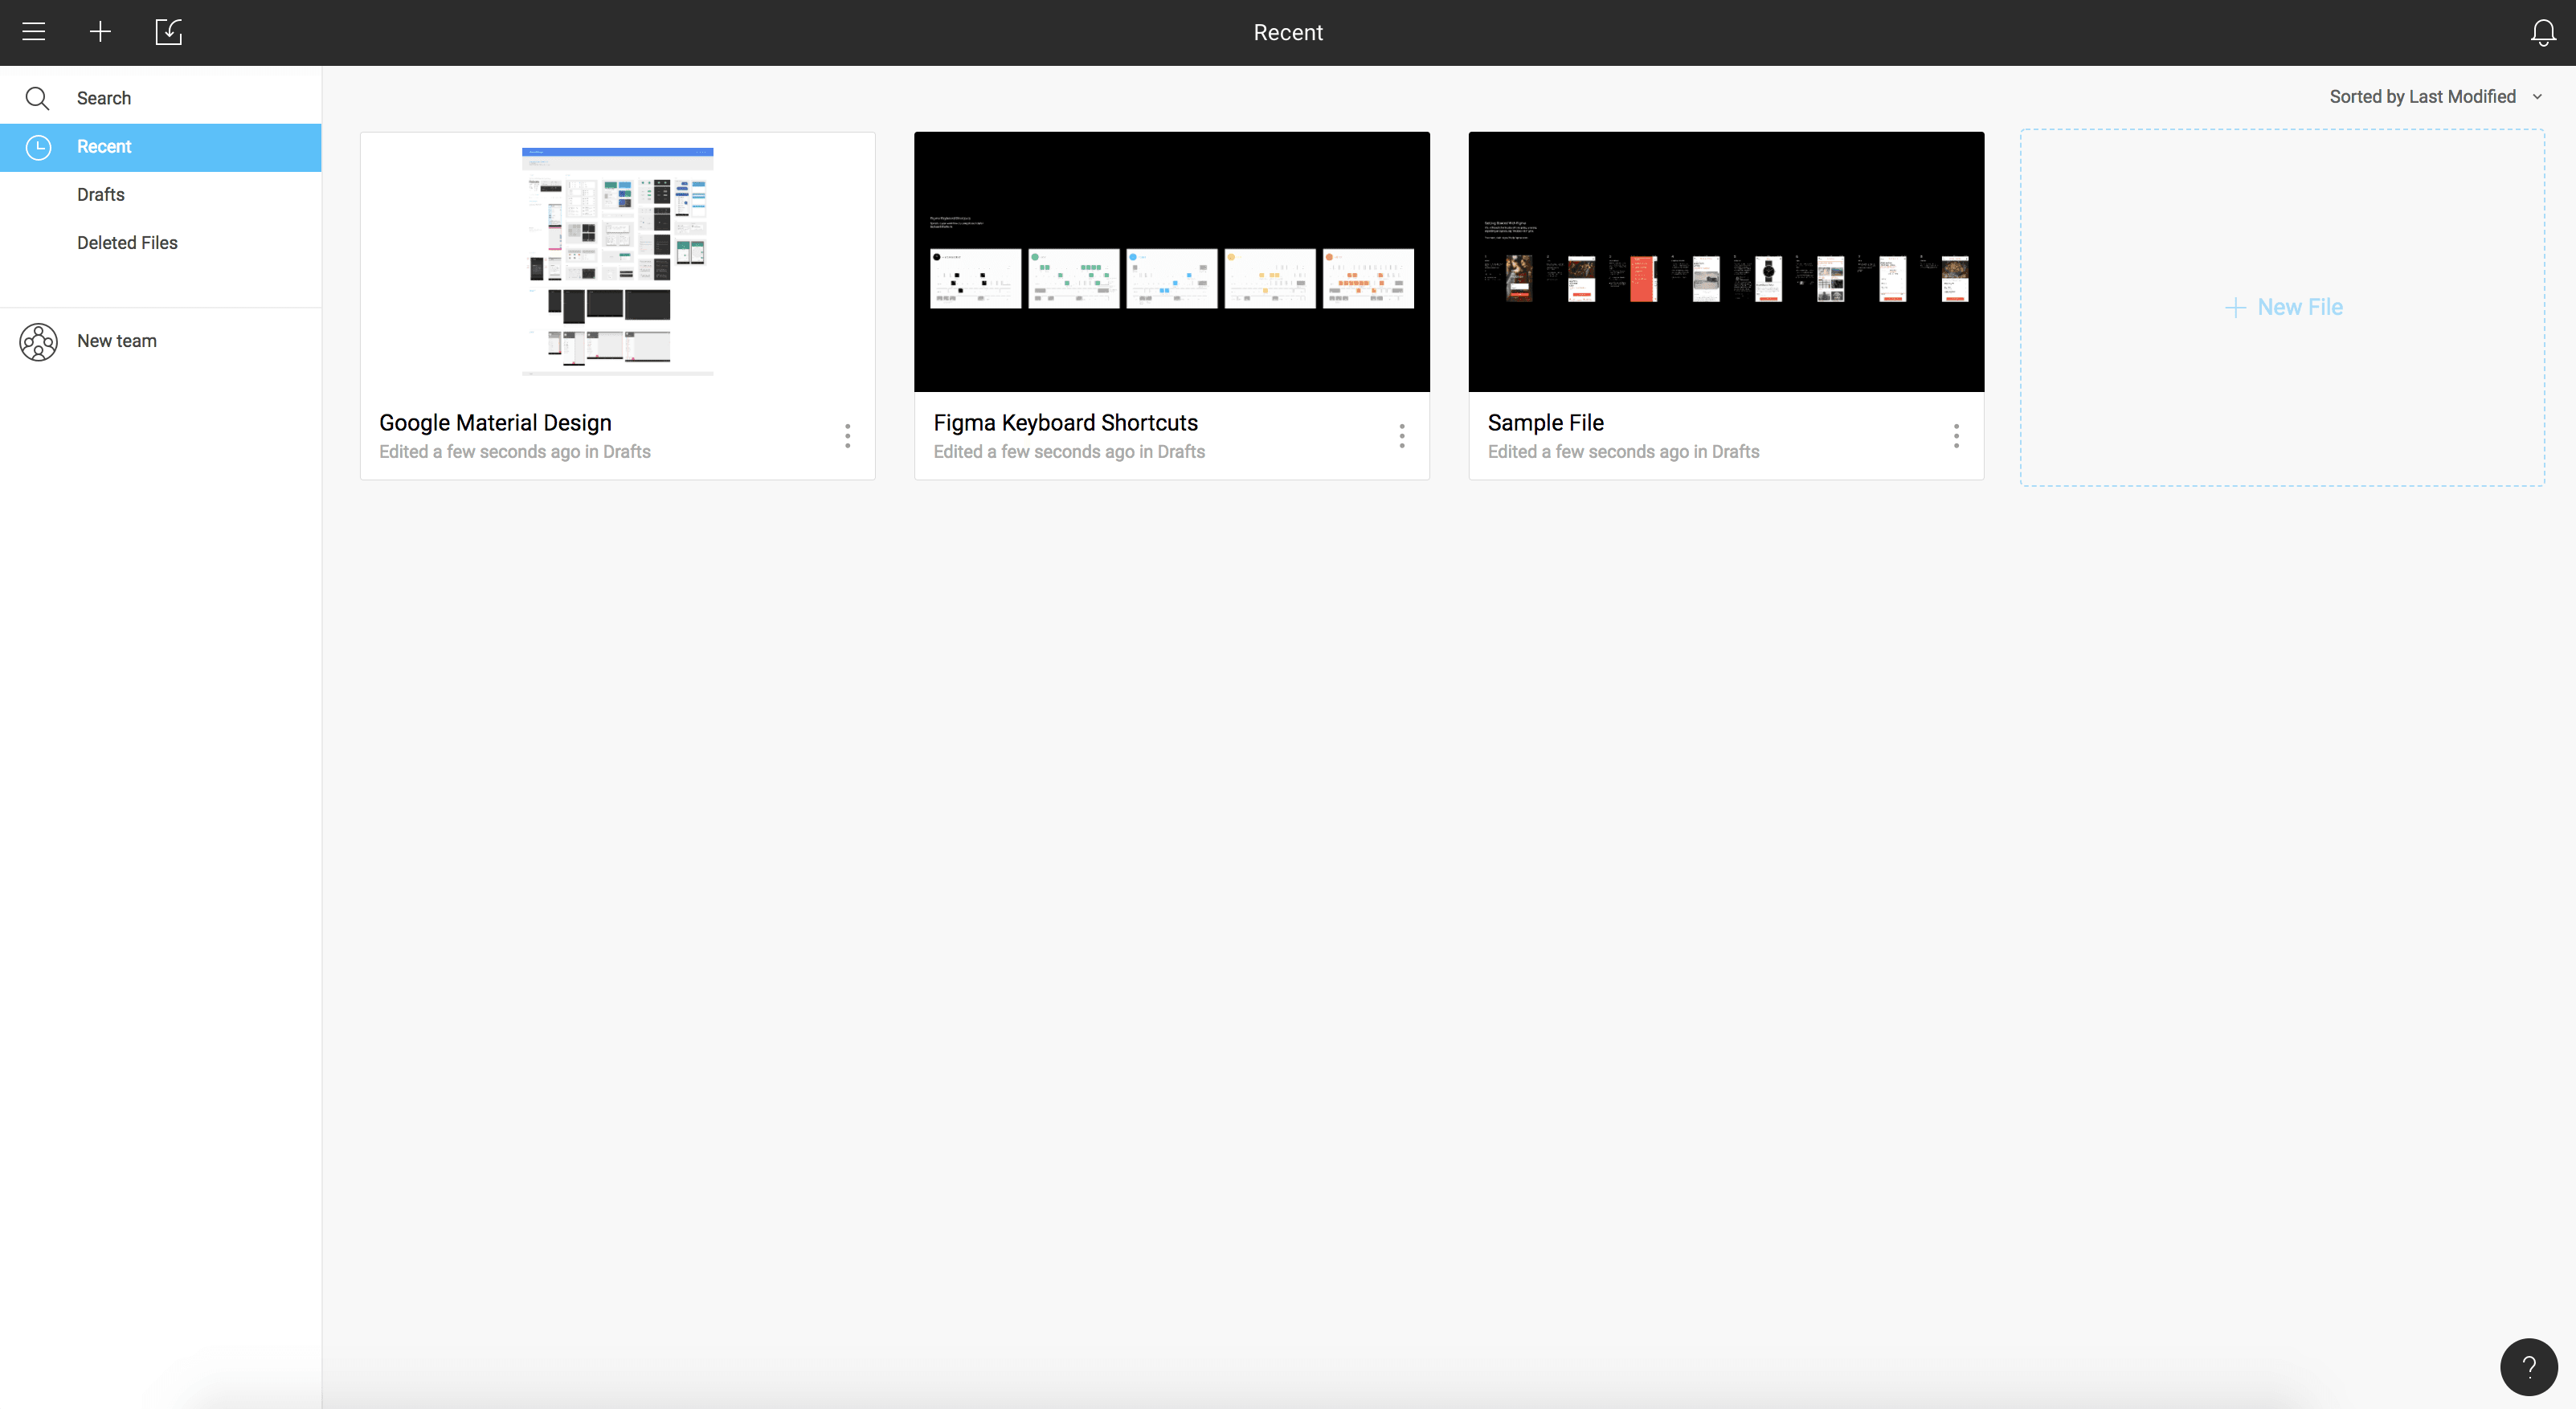 Recent
Search
Recent
Drafts
Deleted Files
New team
Sorted by Last Modified
Google Material Design
Edited a few seconds ago in Drafts
Figma Keyboard Shortcuts
Edited a few seconds ago in Drafts
Sample File
Edited a few seconds ago in Drafts
+ New File
?